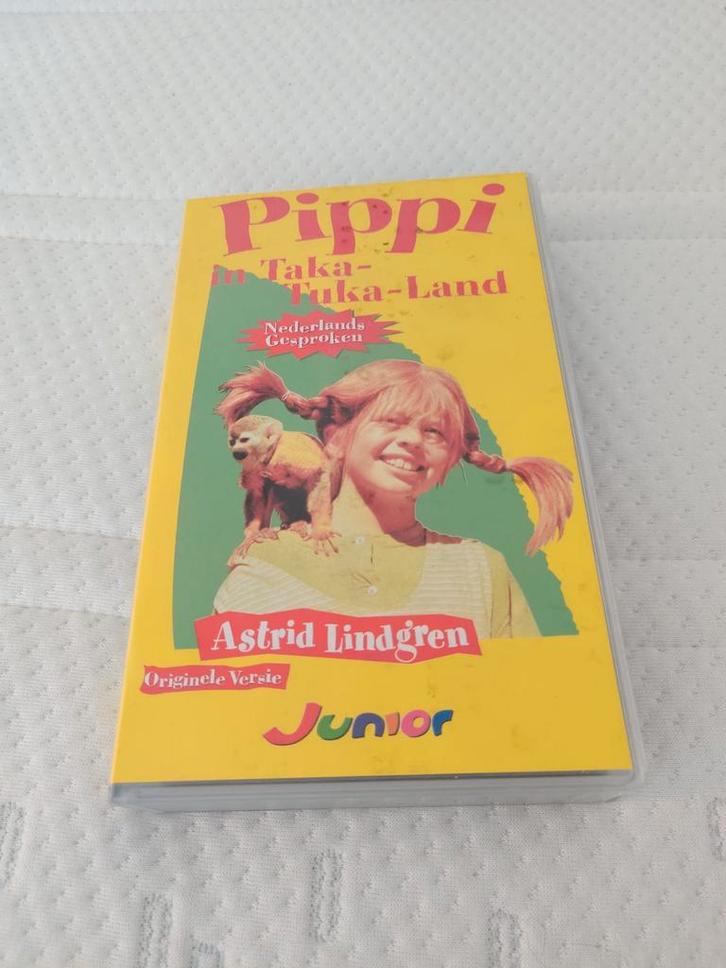 Pippi
in Taka-
Tuka-Land
Nederlands
Gesproken
Astrid Lindgren
Originele Versie
Junior